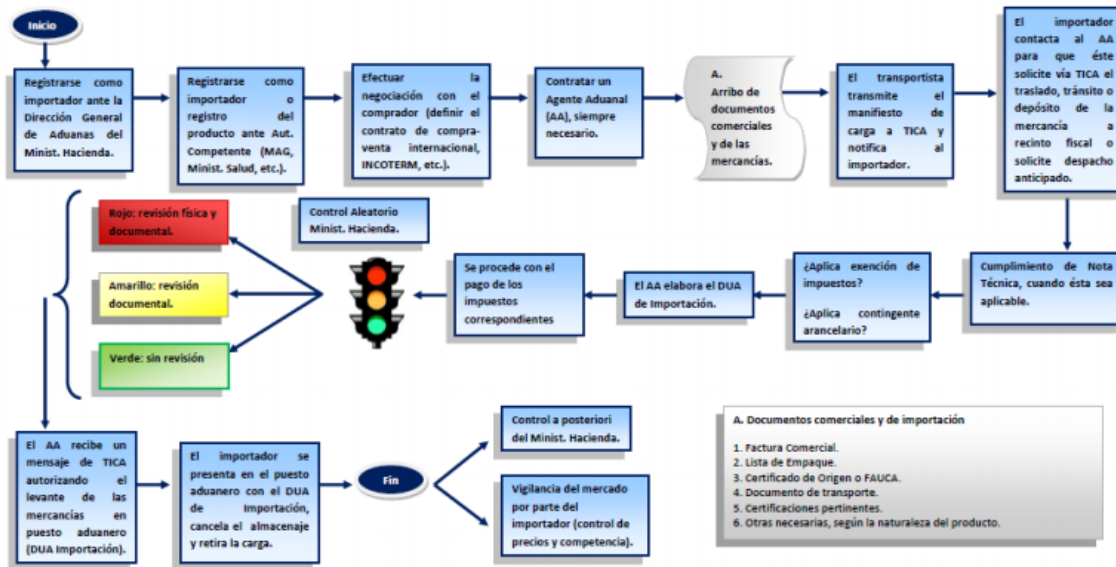 Inicio
Registrarse como
importador ante la
Dirección General
de Aduanas del
Minist. Hacienda.
Registrarse como
importador o
registro del
producto ante Aut.
Competente (MAG,
Minist. Salud, etc.).
Efectuar la
negociación con el
comprador (definir el
contrato de compra-
venta internacional,
INCOTERM, etc.).
Contratar un
Agente Aduanal
(AA), siempre
necesario.
A.
Arribo de
documentos
comerciales
y de las
mercancías.
El transportista
transmite el
manifiesto de
carga a TICA y
notifica al
importador.
El importador
contacta al AA
para que éste
solicite vía TICA el
traslado, tránsito o
depósito de la
mercancía a
recinto fiscal o
solicite despacho
anticipado.
Cumplimiento de Nota
Técnica, cuando ésta sea
aplicable.
¿Aplica exención de
impuestos?
¿Aplica contingente
arancelario?
El AA elabora el DUA
de Importación.
Se procede con el
pago de los
impuestos
correspondientes
Control Aleatorio
Minist. Hacienda.
Rojo: revisión física y
documental.
Amarillo: revisión
documental.
Verde: sin revisión
El AA recibe un
mensaje de TICA
autorizando el
levante de las
mercancías en
puesto aduanero
(DUA Importación).
El importador se
presenta en el puesto
aduanero con el DUA
de Importación,
cancela el almacenaje
y retira la carga.
Fin
Control a posteriori
del Minist. Hacienda.
Vigilancia del mercado
por parte del
importador (control de
precios y competencia).
A. Documentos comerciales y de importación
1. Factura Comercial.
2. Lista de Empaque.
3. Certificado de Origen o FAUCA.
4. Documento de transporte.
5. Certificaciones pertinentes.
6. Otras necesarias, según la naturaleza del producto.